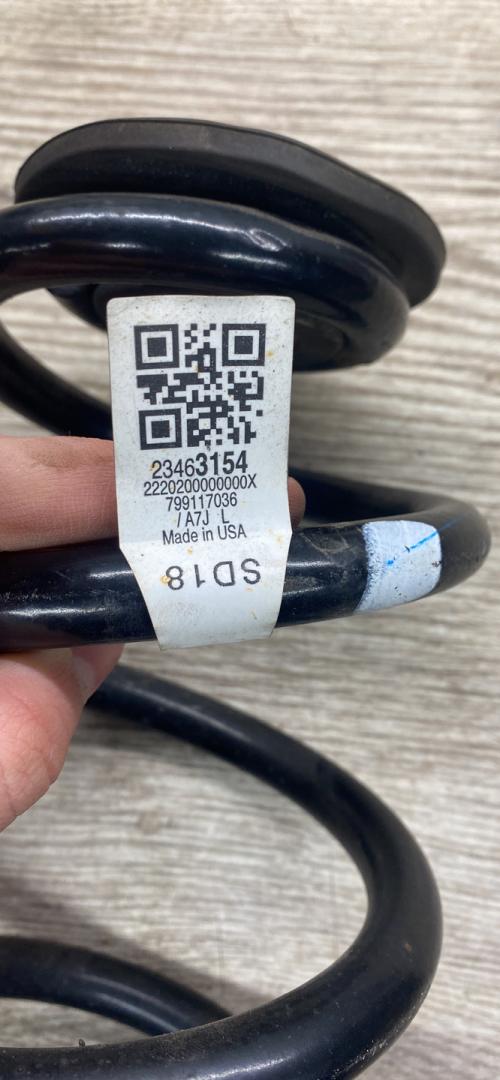 23463154
2220200000000X
799117036
/ A7J L
Made in USA
SD18